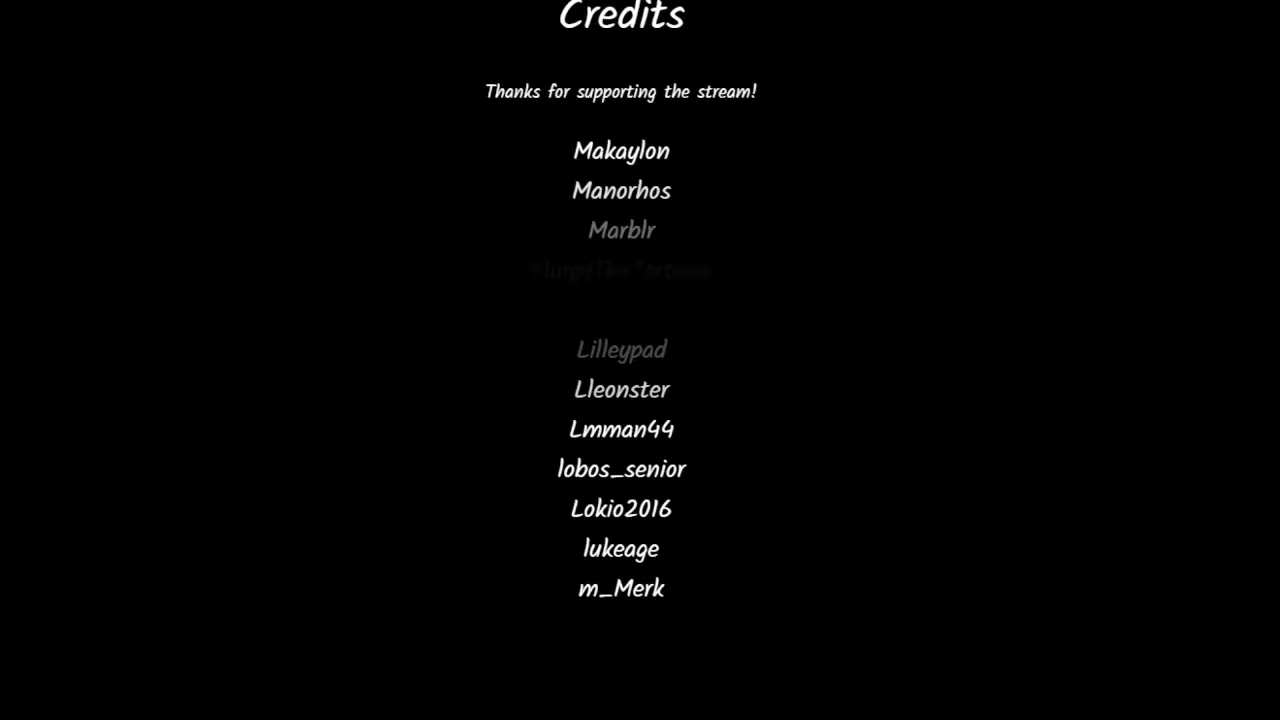 Credits
Thanks for supporting the stream!
Makaylon
Manorhos
Marblr
Lilleypad
Lleonster
Lmman44
lobos_senior
Lokio2016
lukeage
m_Merk